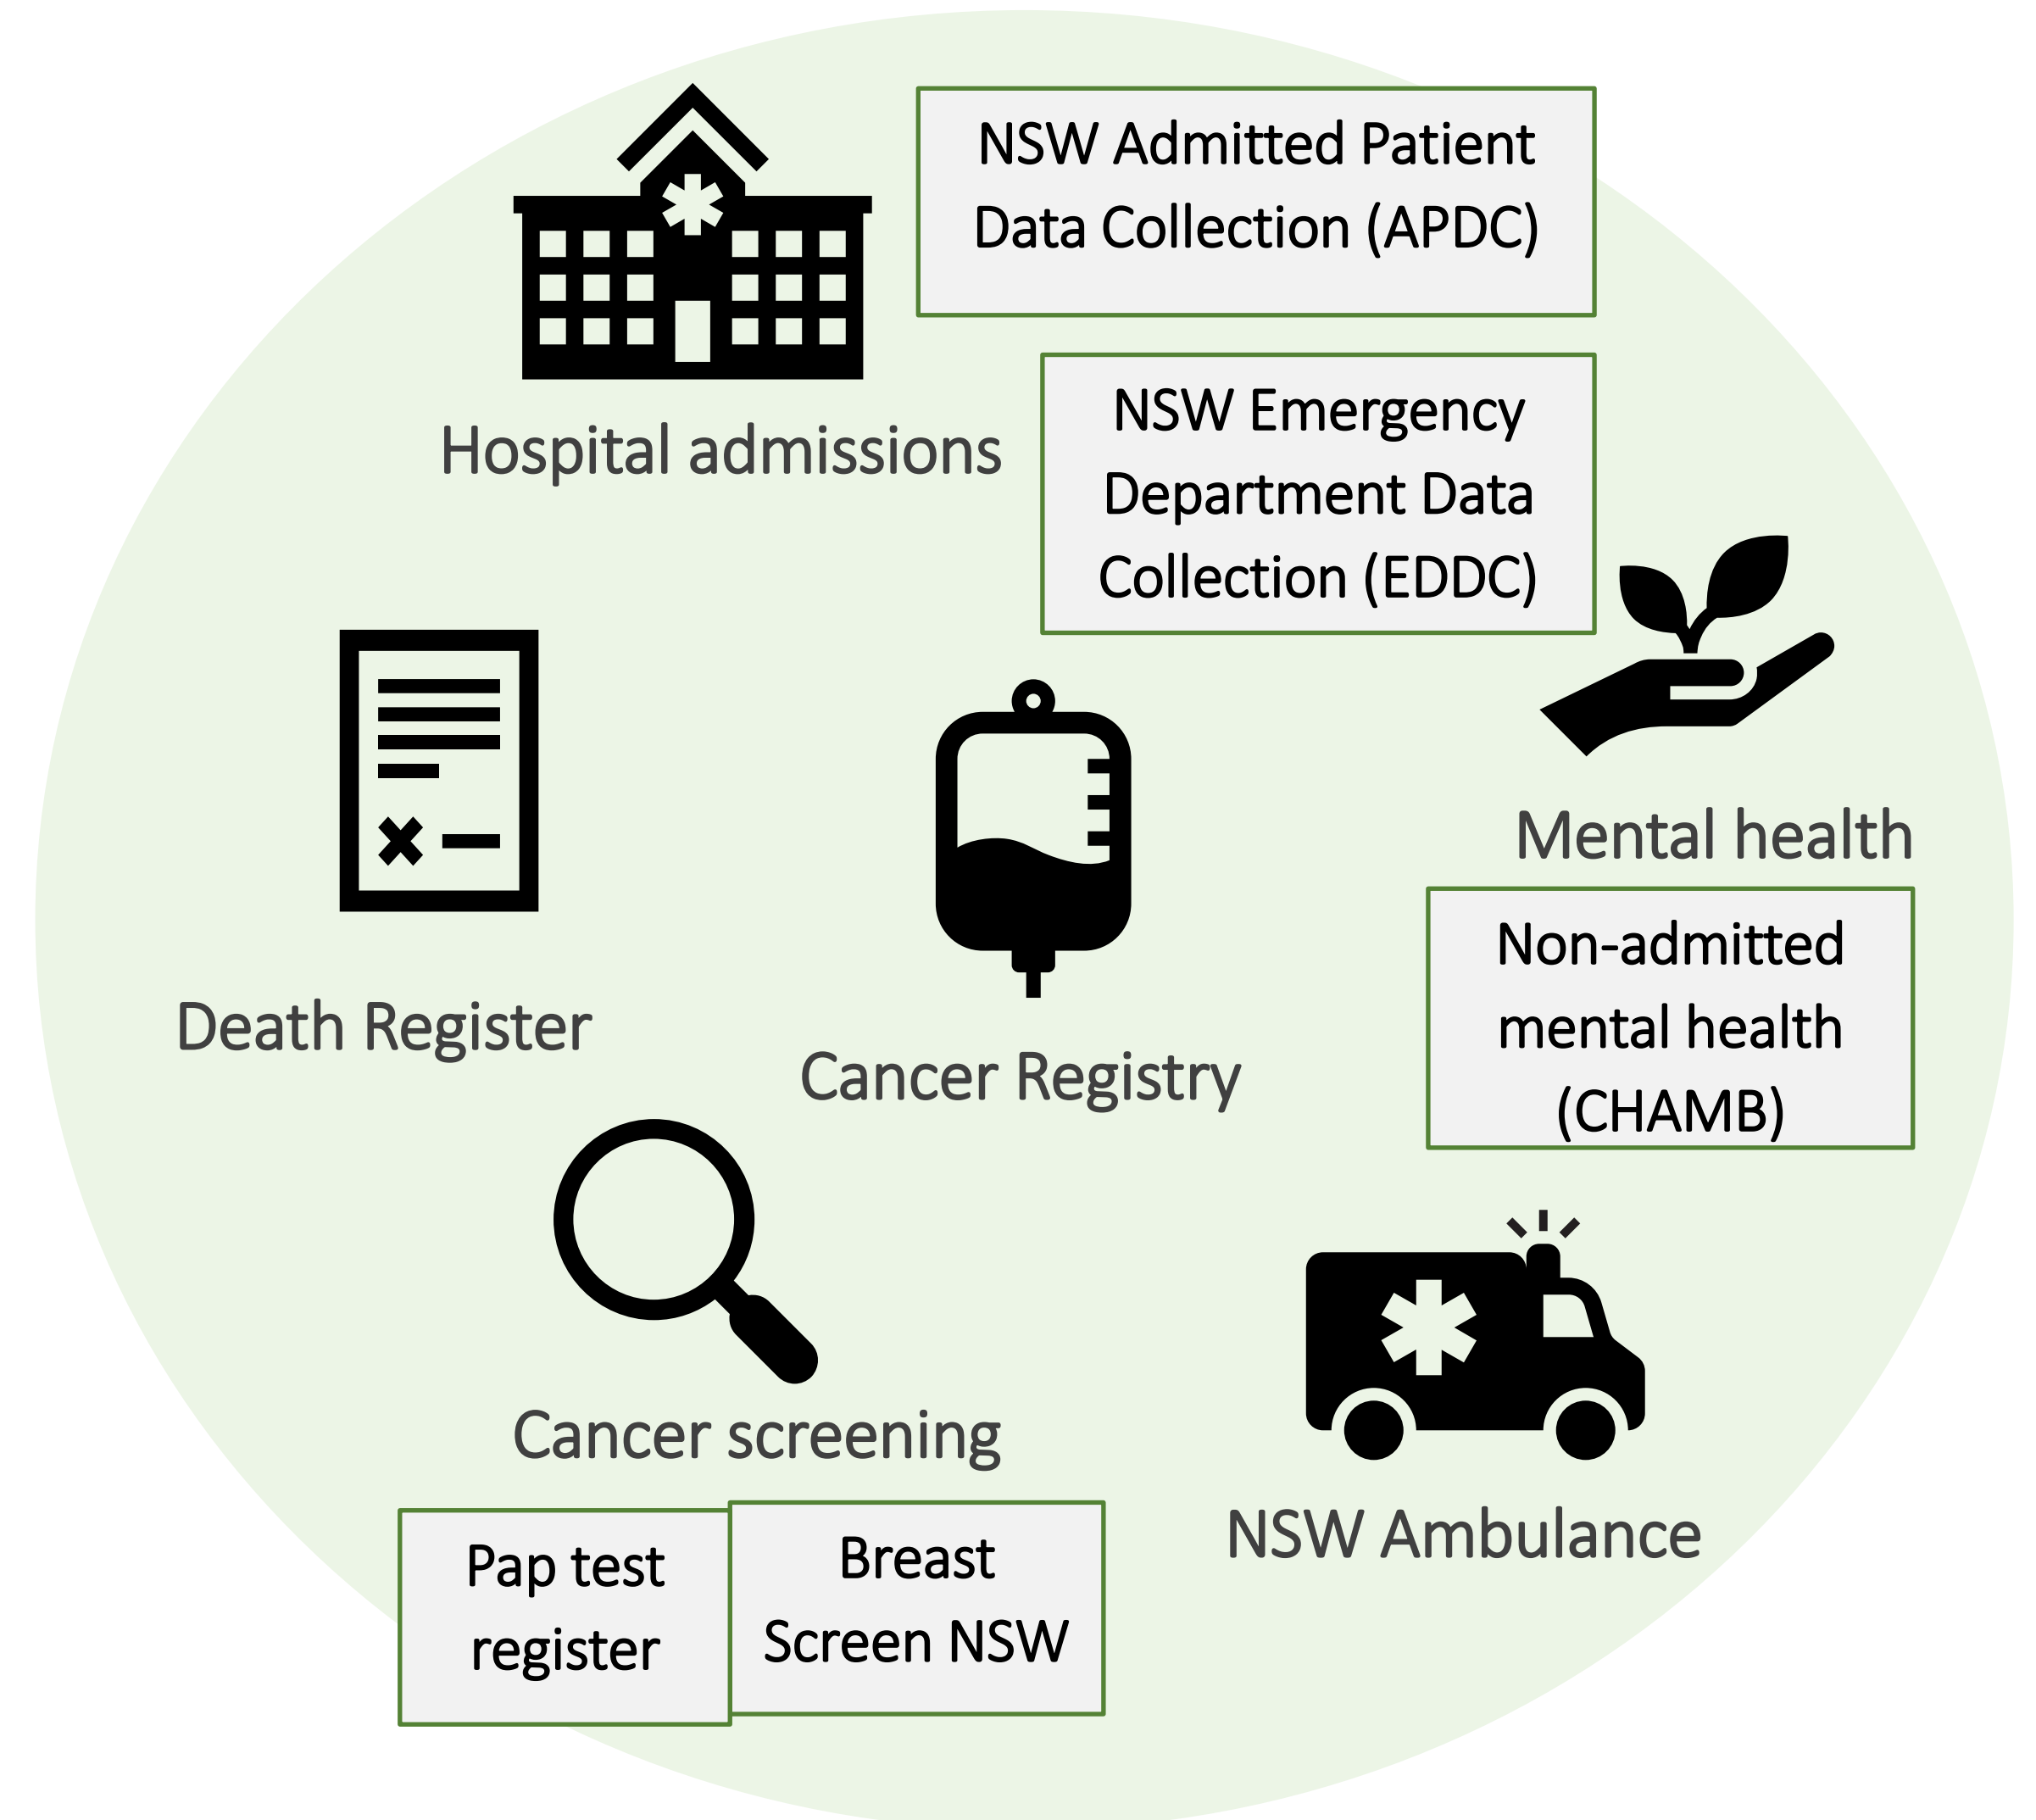 NSW Admitted Patient
Data Collection (APDC)
Hospital admissions
NSW Emergency
Department Data
Collection (EDDC)
Mental health
Non-admitted
mental health
(CHAMB)
Death Register
Cancer Registry
Cancer screening
Pap test
register
Breast
Screen NSW
NSW Ambulance